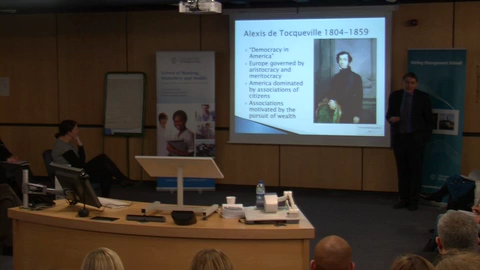 Alexis de Tocqueville 1804-1859
"Democracy in
America"
Europe governed by
aristocracy and
meritocracy
America dominated by
associations of
citizens
Associations
motivated by the
pursuit of wealth